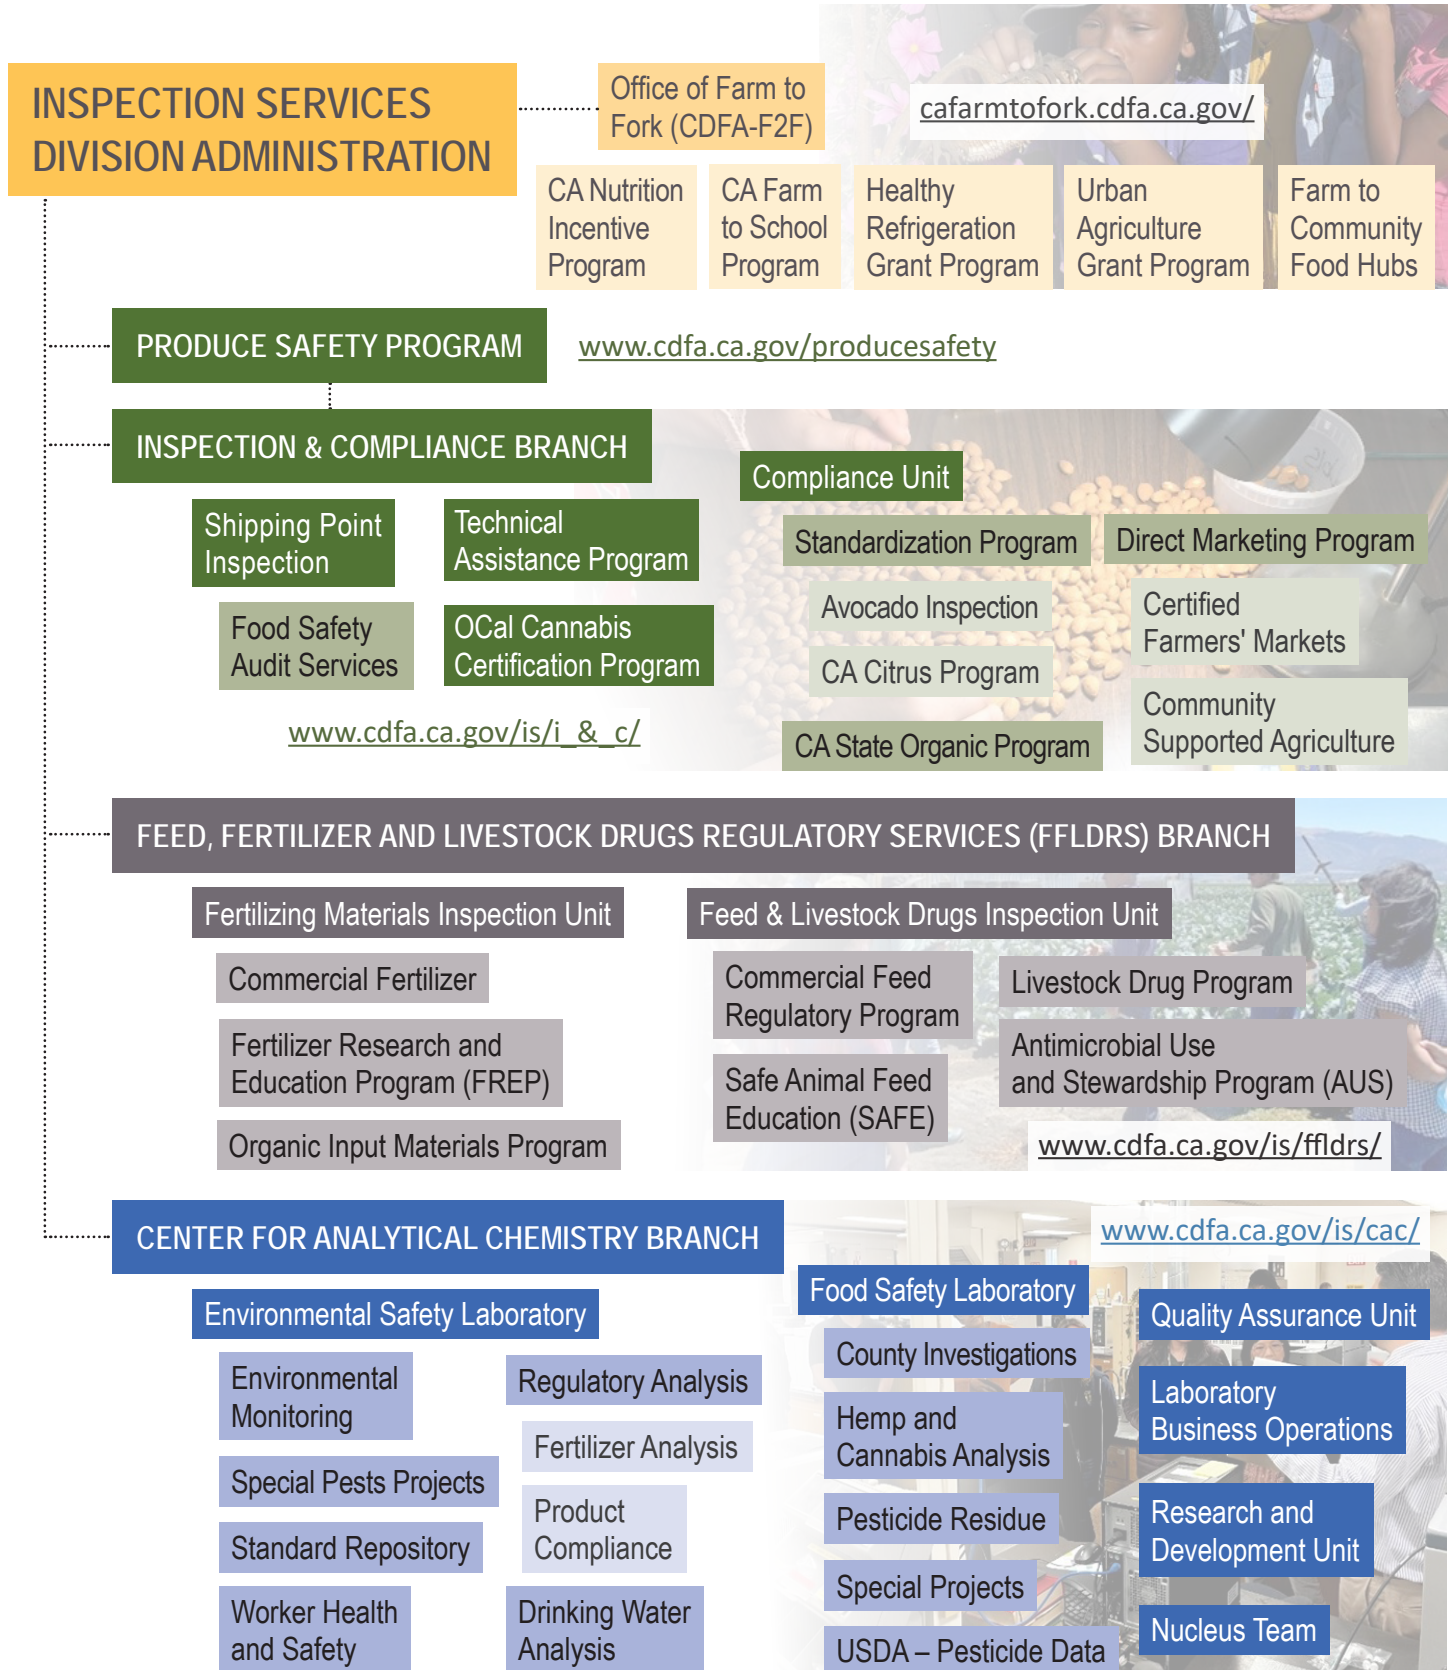 INSPECTION SERVICES
DIVISION ADMINISTRATION
Office of Farm to
Fork (CDFA-F2F)
cafarmtofork.cdfa.ca.gov/
CA Nutrition
Incentive
Program
CA Farm
to School
Program
Healthy
Refrigeration
Grant Program
Urban
Agriculture
Grant Program
Farm to
Community
Food Hubs
PRODUCE SAFETY PROGRAM
www.cdfa.ca.gov/producesafety
INSPECTION & COMPLIANCE BRANCH
Shipping Point
Inspection
Food Safety
Audit Services
Technical
Assistance Program
OCal Cannabis
Certification Program
www.cdfa.ca.gov/is/i_&_c/
Compliance Unit
Standardization Program
Avocado Inspection
CA Citrus Program
CA State Organic Program
Direct Marketing Program
Certified
Farmers' Markets
Community
Supported Agriculture
FEED, FERTILIZER AND LIVESTOCK DRUGS REGULATORY SERVICES (FFLDRS) BRANCH
Fertilizing Materials Inspection Unit
Commercial Fertilizer
Fertilizer Research and
Education Program (FREP)
Organic Input Materials Program
Feed & Livestock Drugs Inspection Unit
Commercial Feed
Regulatory Program
Safe Animal Feed
Education (SAFE)
Livestock Drug Program
Antimicrobial Use
and Stewardship Program (AUS)
www.cdfa.ca.gov/is/ffldrs/
CENTER FOR ANALYTICAL CHEMISTRY BRANCH
www.cdfa.ca.gov/is/cac/
Environmental Safety Laboratory
Environmental
Monitoring
Special Pests Projects
Standard Repository
Worker Health
and Safety
Regulatory Analysis
Fertilizer Analysis
Product
Compliance
Drinking Water
Analysis
Food Safety Laboratory
County Investigations
Hemp and
Cannabis Analysis
Pesticide Residue
Special Projects
USDA – Pesticide Data
Quality Assurance Unit
Laboratory
Business Operations
Research and
Development Unit
Nucleus Team